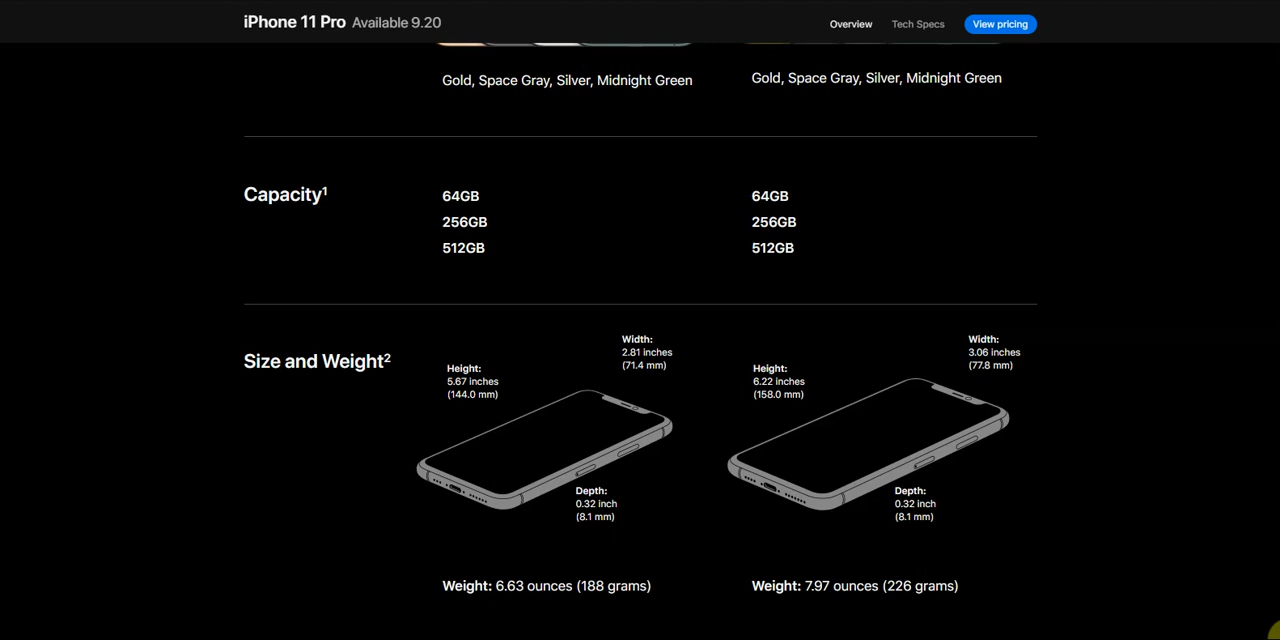 iPhone 11 Pro Available 9.20
Overview
Tech Specs
View pricing
Gold, Space Gray, Silver, Midnight Green
Gold, Space Gray, Silver, Midnight Green
Capacity¹
64GB
256GB
512GB
64GB
256GB
512GB
Size and Weight²
Height:
5.67 inches
(144.0 mm)
Width:
2.81 inches
(71.4 mm)
Depth:
0.32 inch
(8.1 mm)
Weight: 6.63 ounces (188 grams)
Height:
6.22 inches
(158.0 mm)
Width:
3.06 inches
(77.8 mm)
Depth:
0.32 inch
(8.1 mm)
Weight: 7.97 ounces (226 grams)